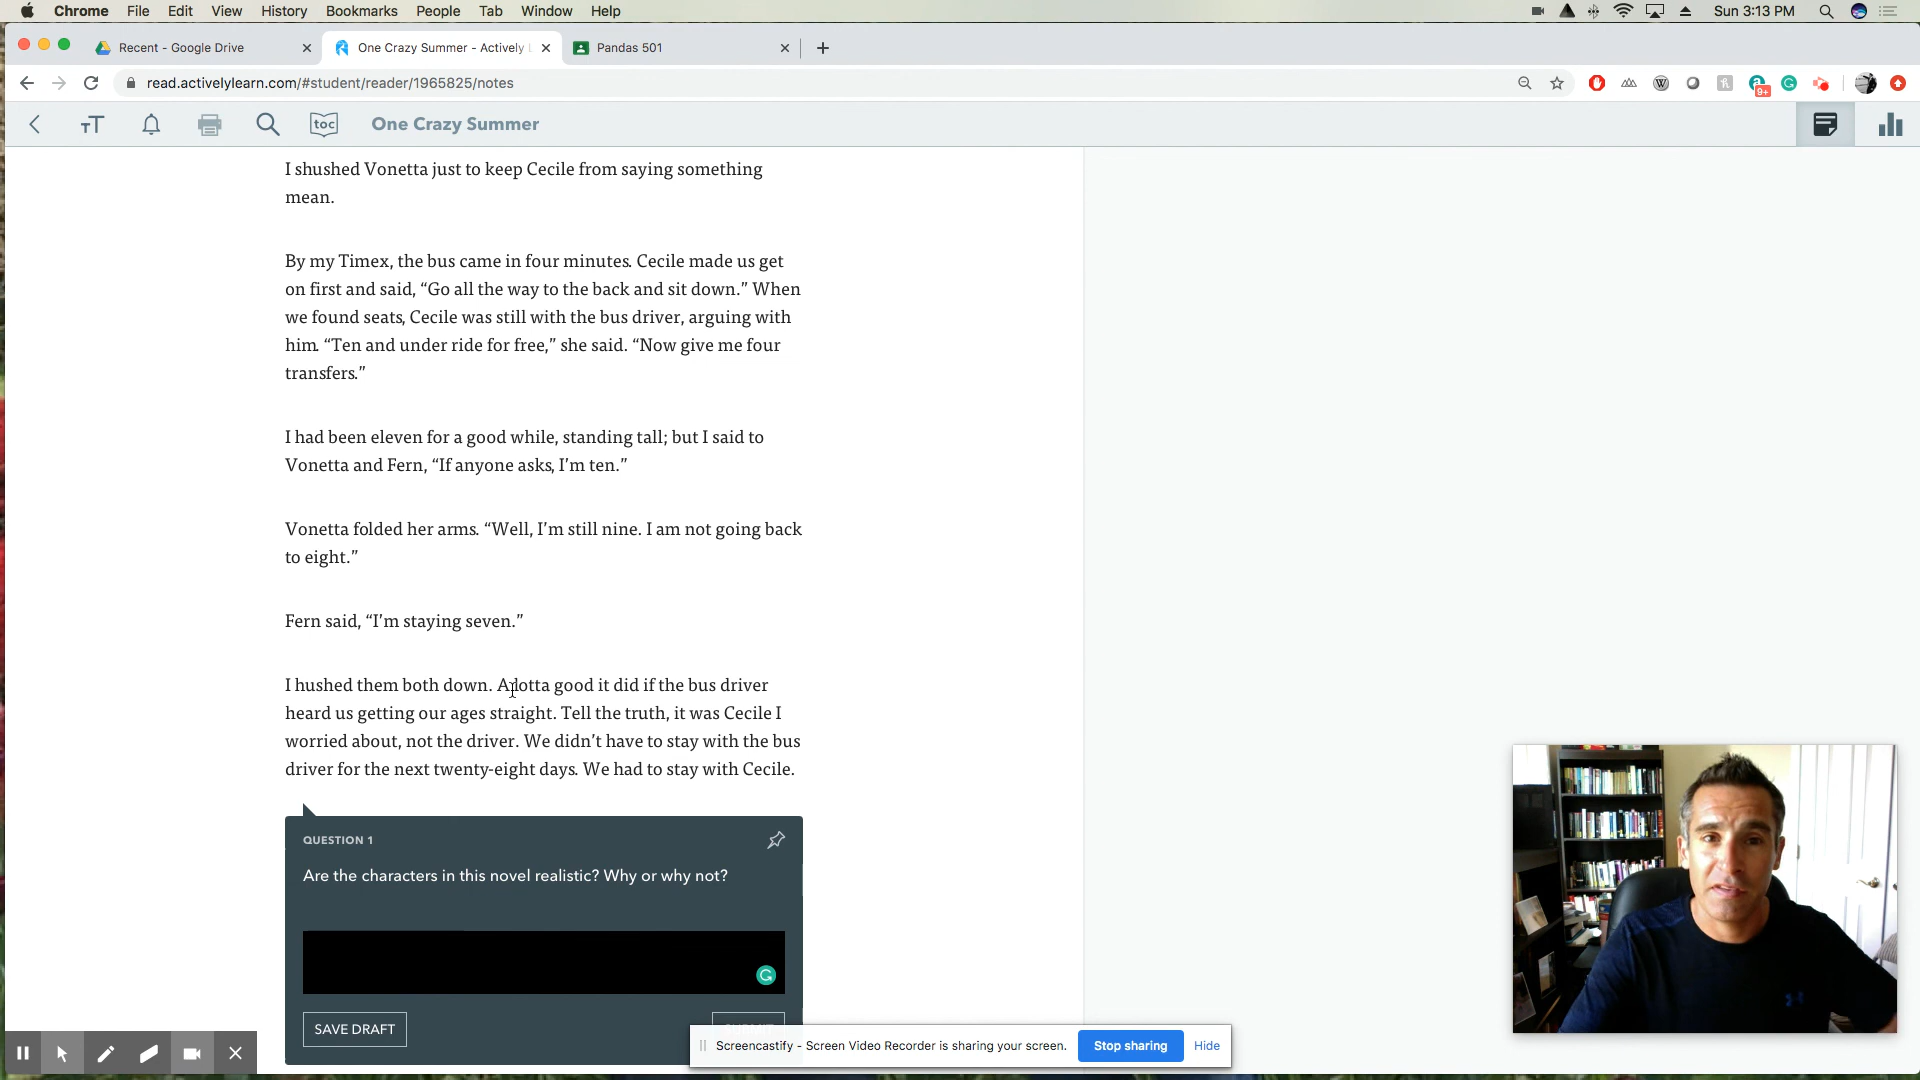 Chrome File Edit View History Bookmarks People Tab Window Help Sun 3:13 PM
Recent - Google Drive One Crazy Summer - Actively Pandas 501
read.actively​learn.com/#student/reader/1965825/notes 9+
TT toc One Crazy Summer
I shushed Vonetta just to keep Cecile from saying something
mean.
By my Timex, the bus came in four minutes. Cecile made us get
on first and said, “Go all the way to the back and sit down.” When
we found seats, Cecile was still with the bus driver, arguing with
him. “Ten and under ride for free,” she said. “Now give me four
transfers.”
I had been eleven for a good while, standing tall; but I said to
Vonetta and Fern, “If anyone asks, I’m ten.”
Vonetta folded her arms. “Well, I’m still nine. I am not going back
to eight.”
Fern said, “I’m staying seven.”
I hushed them both down. A lotta good it did if the bus driver
heard us getting our ages straight. Tell the truth, it was Cecile I
worried about, not the driver. We didn’t have to stay with the bus
driver for the next twenty-eight days. We had to stay with Cecile.
QUESTION 1
Are the characters in this novel realistic? Why or why not?
SAVE DRAFT
Screencastify - Screen Video Recorder is sharing your screen. Stop sharing Hide